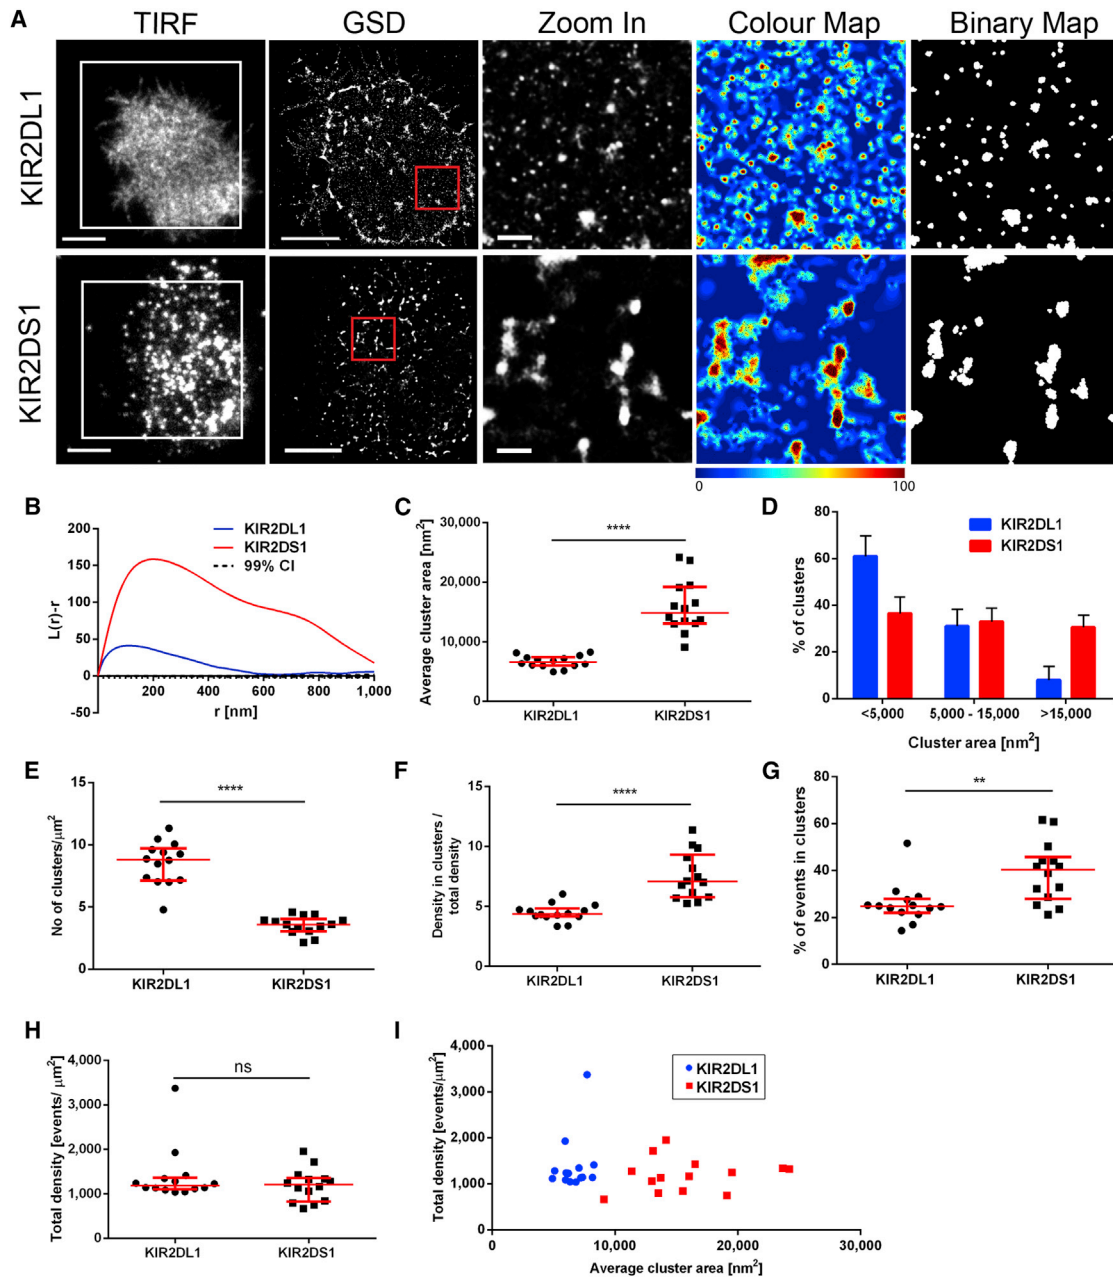 A
TIRF
GSD
Zoom In
Colour Map
Binary Map
KIR2DL1
KIR2DS1
0
100
B
200
150
100
50
0
-50
L(r)-r
KIR2DL1
KIR2DS1
99% CI
200
400
600
800
1,000
r [nm]
C
****
30,000
20,000
10,000
0
Average cluster area [nm²]
KIR2DL1
KIR2DS1
D
80
60
40
20
0
% of clusters
KIR2DL1
KIR2DS1
<5,000
5,000 - 15,000
>15,000
Cluster area [nm²]
E
****
15
10
5
0
No of clusters/μm²
KIR2DL1
KIR2DS1
F
****
15
10
5
0
Density in clusters /
total density
KIR2DL1
KIR2DS1
G
**
80
60
40
20
0
% of events in clusters
KIR2DL1
KIR2DS1
H
ns
4,000
3,000
2,000
1,000
0
Total density [events/ μm²]
KIR2DL1
KIR2DS1
I
4,000
3,000
2,000
1,000
0
Total density [events/μm²]
KIR2DL1
KIR2DS1
0
10,000
20,000
30,000
Average cluster area [nm²]